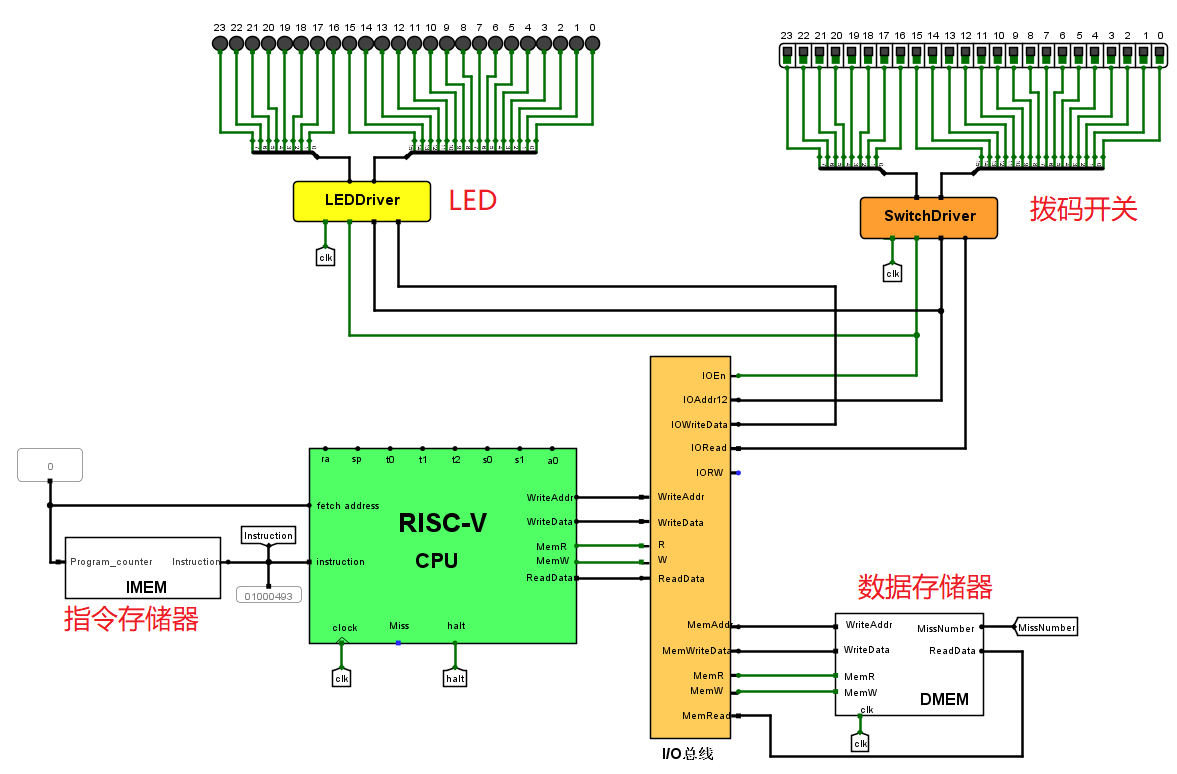 23 22 21 20 19 18 17 16 15 14 13 12 11 10 9 8 7 6 5 4 3 2 1 0
23 22 21 20 19 18 17 16 15 14 13 12 11 10 9 8 7 6 5 4 3 2 1 0
LEDDriver
LED
clk
SwitchDriver
拨码开关
clk
IOEn
IOAddr12
IOWriteData
IORead
IORW
WriteAddr
WriteData
R
W
ReadData
MemAddr
MemWriteData
MemR
MemW
MemRead
I/O总线
0
ra sp t0 t1 t2 s0 s1 a0
fetch address
instruction
RISC-V
CPU
WriteAddr
WriteData
MemR
MemW
ReadData
clock
Miss
halt
clk
halt
Instruction
01000493
Program_counter
Instruction
IMEM
指令存储器
数据存储器
WriteAddr
WriteData
MemR
MemW
clk
MissNumber
ReadData
DMEM
MissNumber
clk